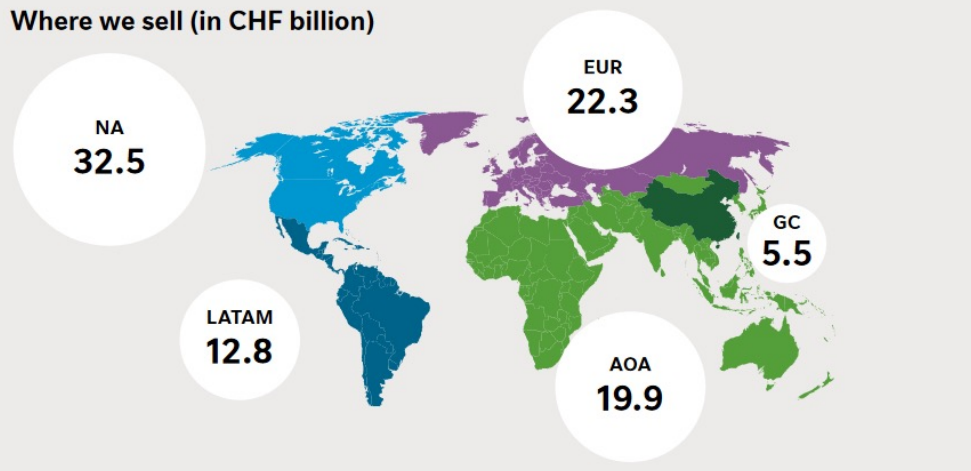 Where we sell (in CHF billion)
NA
32.5
EUR
22.3
GC
5.5
LATAM
12.8
AOA
19.9